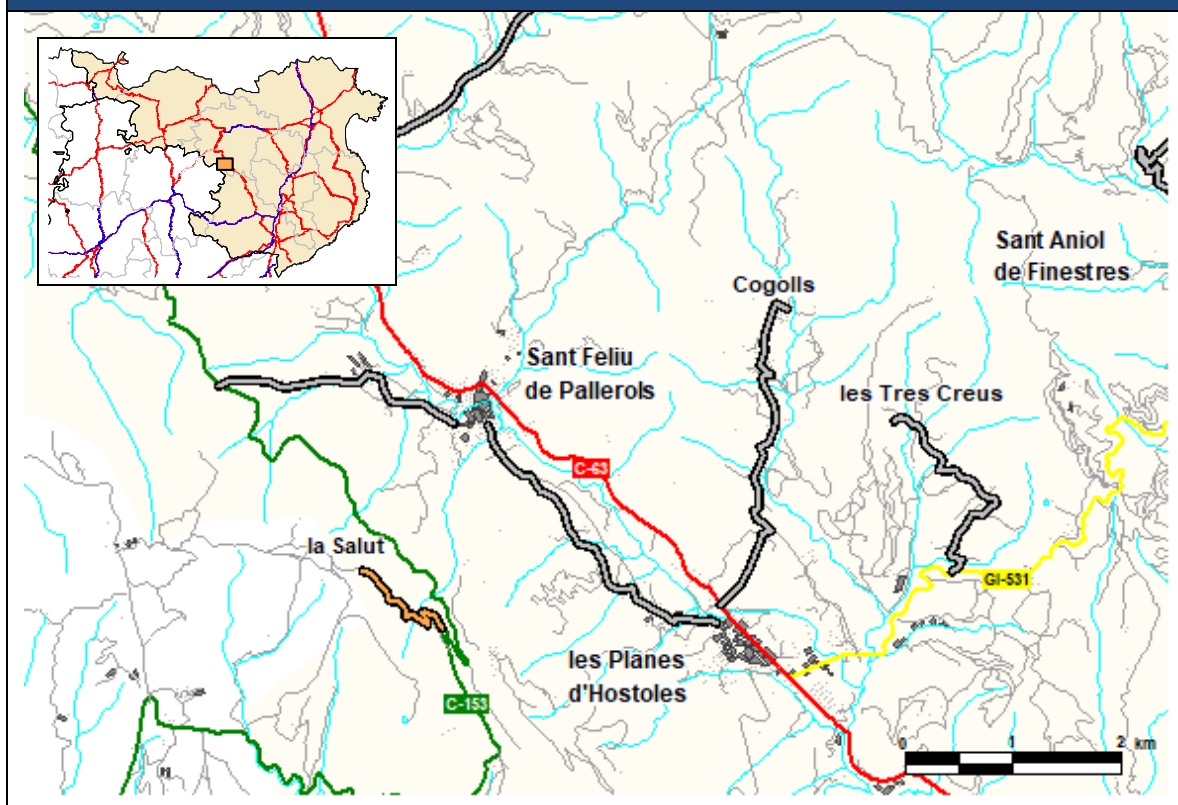 Sant Aniol
de Finestres
Cogolls
Sant Feliu
de Pallerols
les Tres Creus
C-63
la Salut
GI-531
les Planes
d'Hostoles
C-153
0 1 2 km